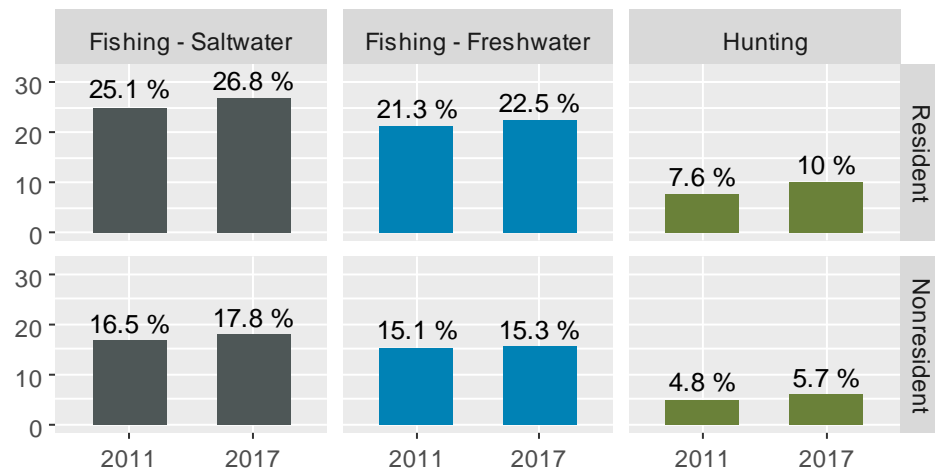 Fishing - Saltwater Fishing - Freshwater Hunting
30 25.1 % 26.8 % 21.3 % 22.5 % 7.6 % 10 % Resident
20
10
0
30 16.5 % 17.8 % 15.1 % 15.3 % 4.8 % 5.7 % Nonresident
20
10
0
2011 2017 2011 2017 2011 2017